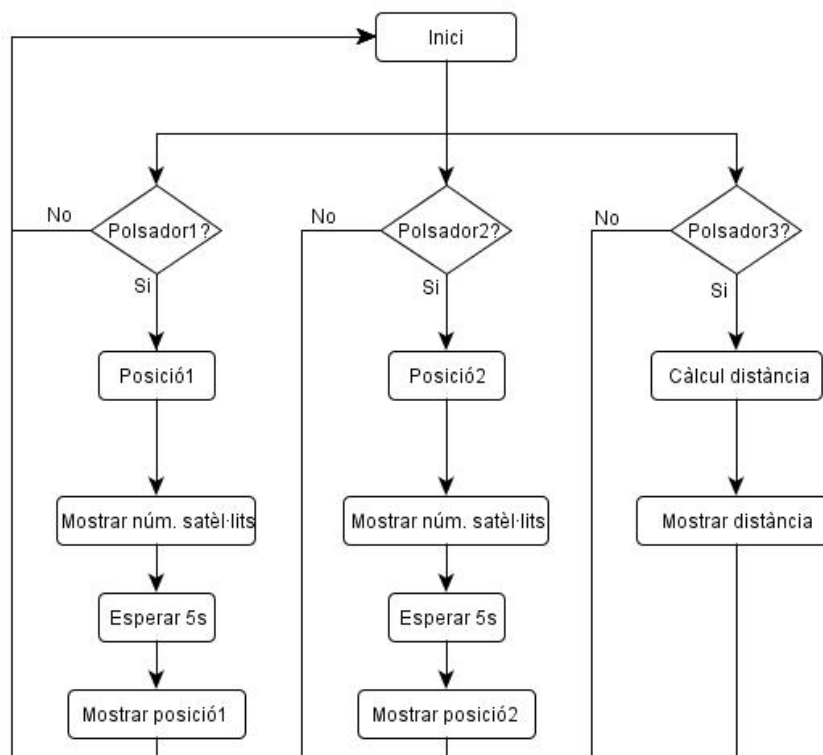 Inici
No
Polsador1?
Si
Posició1
Mostrar núm. satèl·lits
Esperar 5s
Mostrar posició1
No
Polsador2?
Si
Posició2
Mostrar núm. satèl·lits
Esperar 5s
Mostrar posició2
No
Polsador3?
Si
Càlcul distància
Mostrar distància